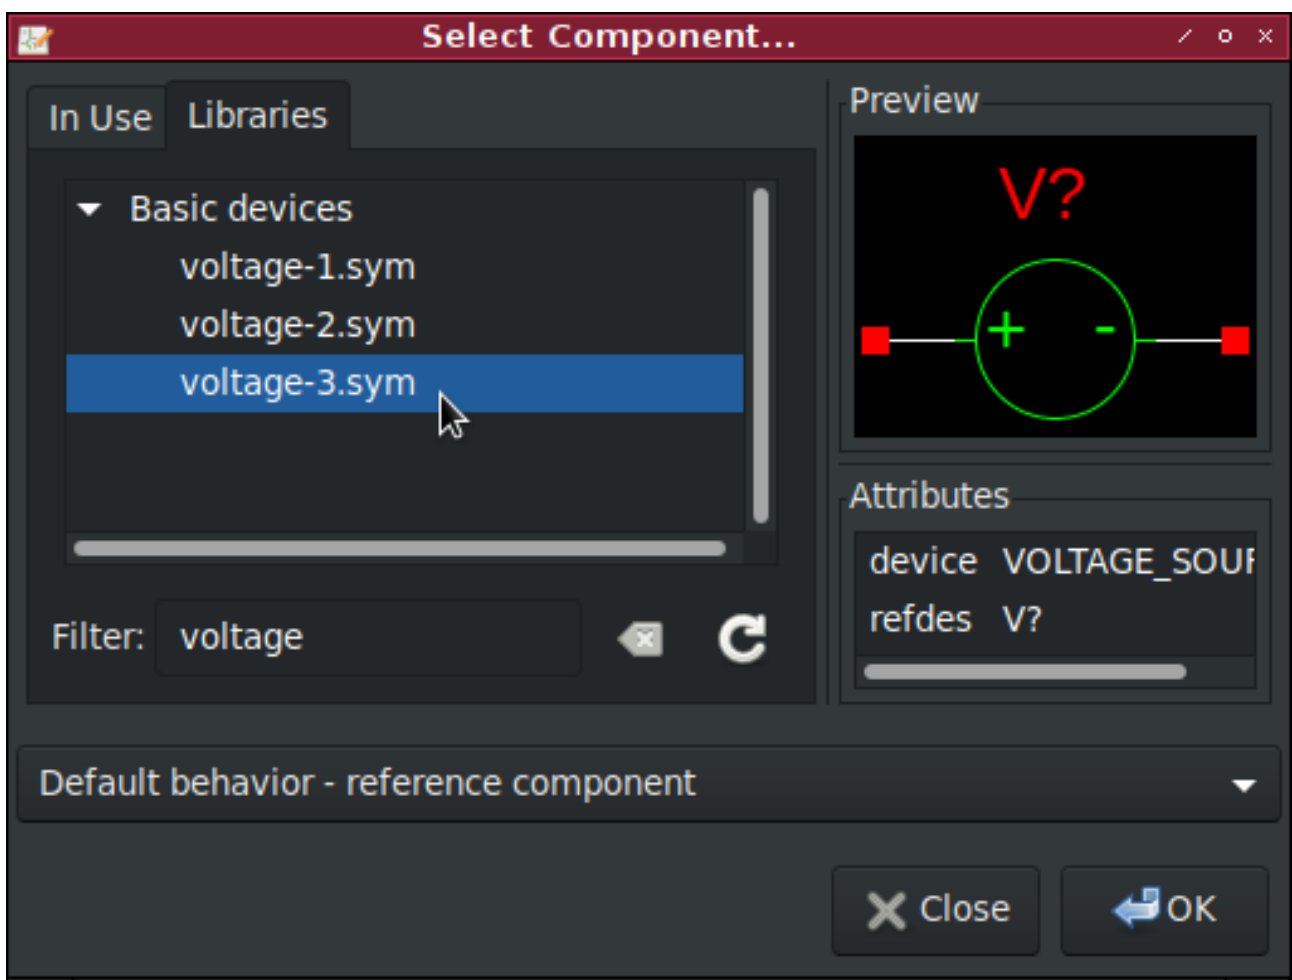 Select Component...
In Use
Libraries
Basic devices
voltage-1.sym
voltage-2.sym
voltage-3.sym
Filter:
voltage
Preview
V?
+
-
Attributes
device VOLTAGE_SOUR
refdes V?
Default behavior - reference component
Close
OK